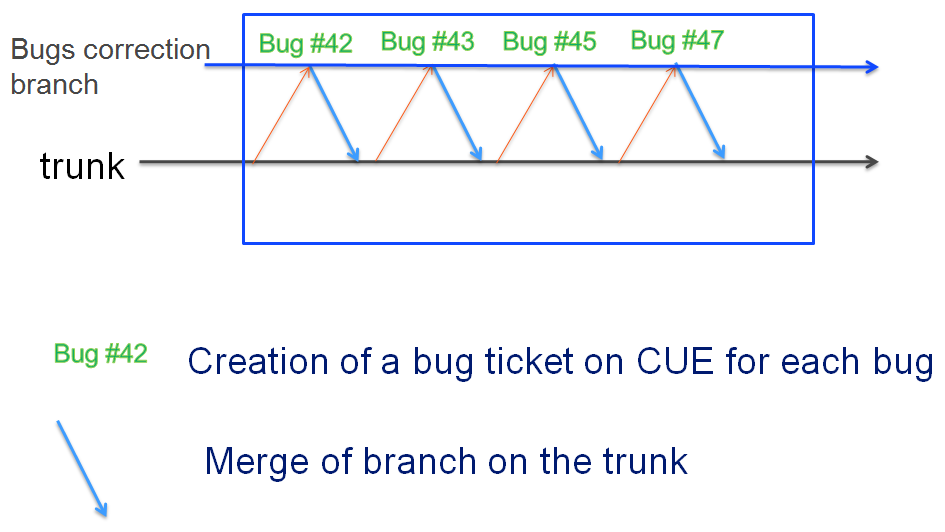 Bug #42 Bug #43 Bug #45 Bug #47
Bugs correction
branch
trunk
Bug #42 Creation of a bug ticket on CUE for each bug
Merge of branch on the trunk